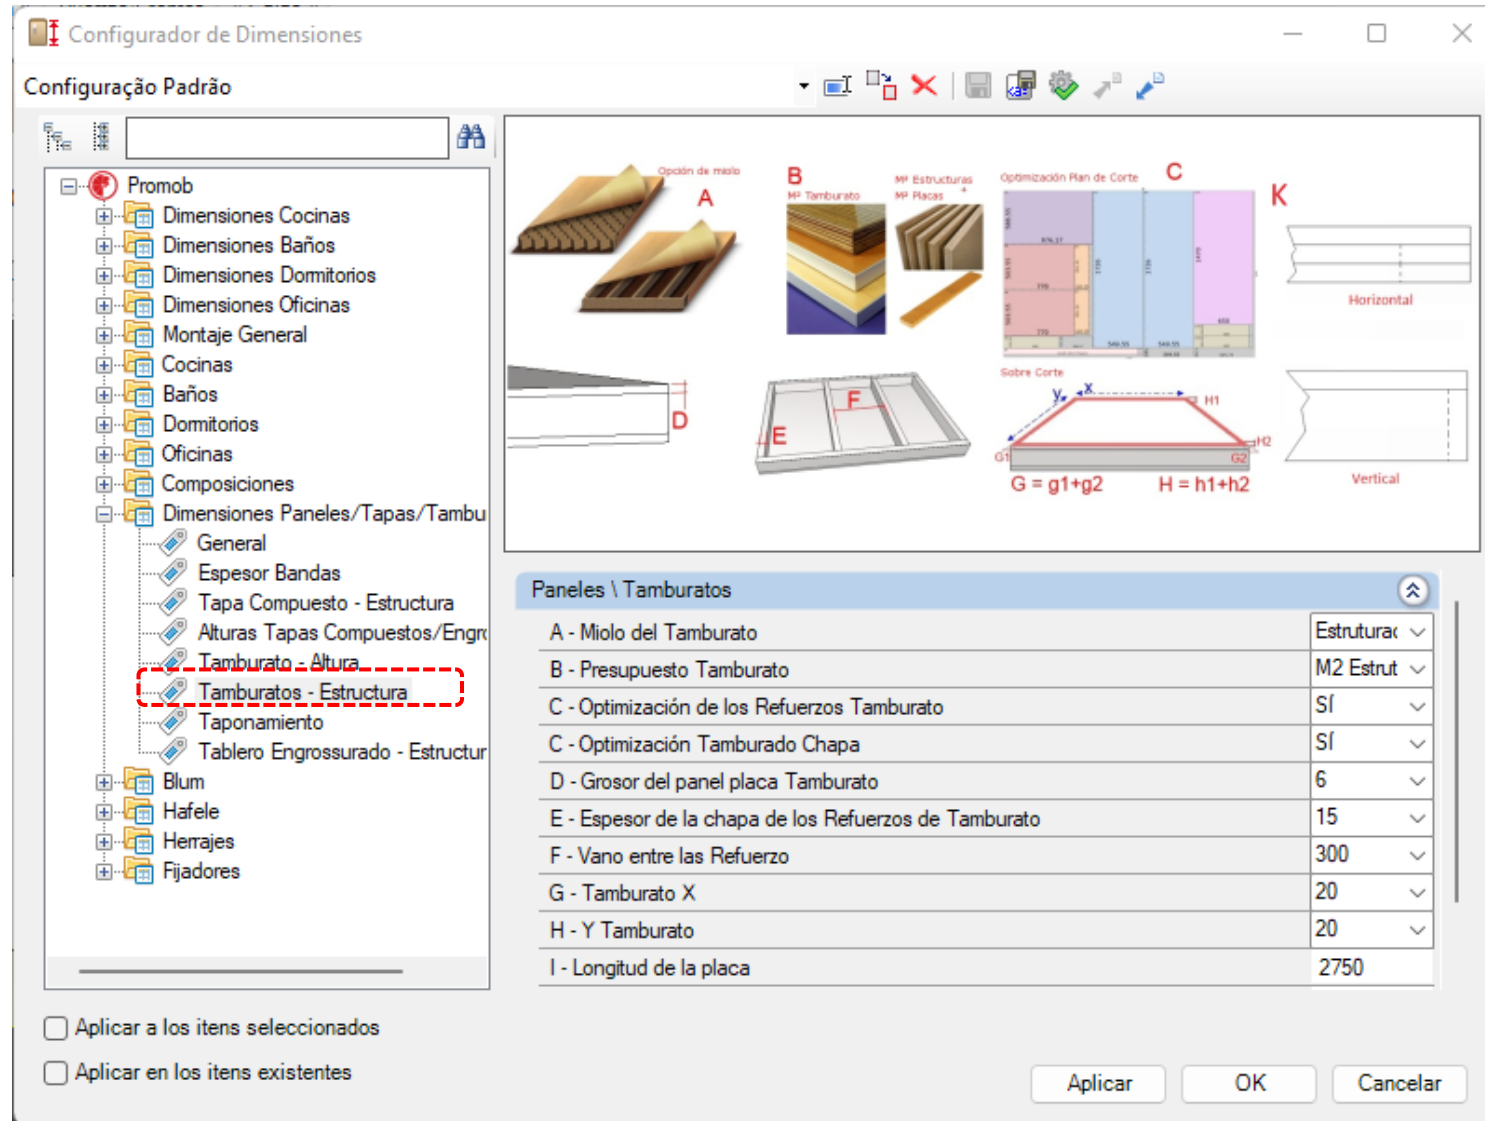 Configurador de Dimensiones
Configuração Padrão
Promob
Dimensiones Cocinas
Dimensiones Baños
Dimensiones Dormitorios
Dimensiones Oficinas
Montaje General
Cocinas
Baños
Dormitorios
Oficinas
Composiciones
Dimensiones Paneles/Tapas/Tambu
General
Espesor Bandas
Tapa Compuesto - Estructura
Alturas Tapas Compuestos/Engro
Tamburato - Altura
Tamburatos - Estructura
Taponamiento
Tablero Engrossurado - Estructur
Blum
Hafele
Herrajes
Fijadores
Opción de miolo
A
B
M² Tamburato
M² Estructuras
+
M² Placas
Optimización Plan de Corte
C
K
Horizontal
D
E
F
Sobre Corte
y
x
H1
H2
G1
G2
G = g1+g2
H = h1+h2
Vertical
Paneles \ Tamburatos
A - Miolo del Tamburato Estruturac
B - Presupuesto Tamburato M2 Estrut
C - Optimización de los Refuerzos Tamburato SÍ
C - Optimización Tamburado Chapa SÍ
D - Grosor del panel placa Tamburato 6
E - Espesor de la chapa de los Refuerzos de Tamburato 15
F - Vano entre las Refuerzo 300
G - Tamburato X 20
H - Y Tamburato 20
I - Longitud de la placa 2750
Aplicar a los itens seleccionados
Aplicar en los itens existentes
Aplicar
OK
Cancelar